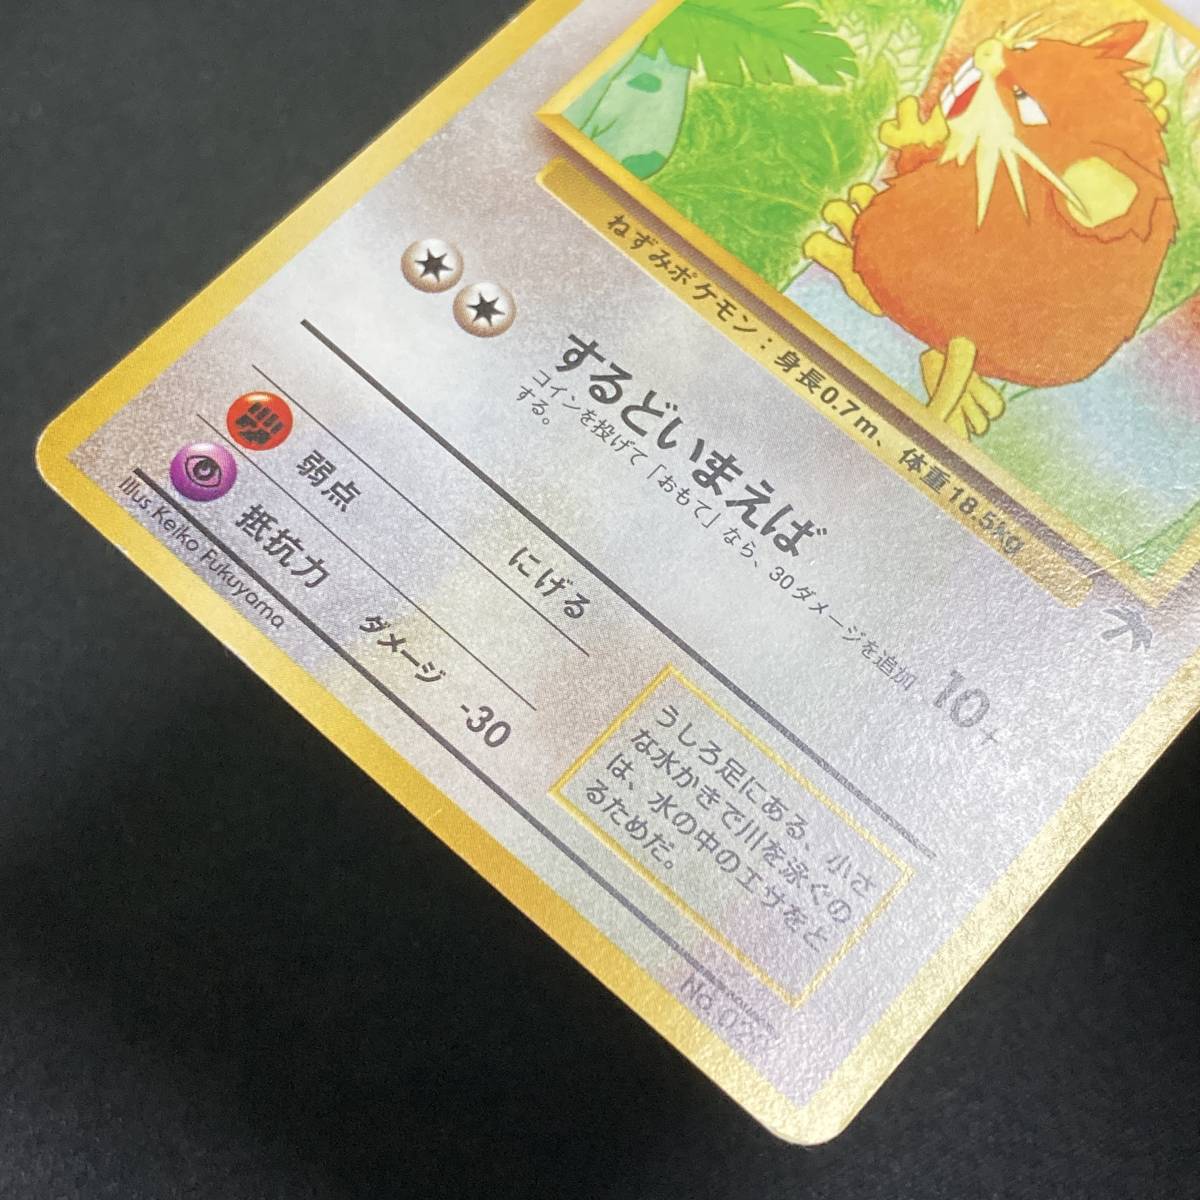 ねずみポケモン：身長0.7m、体重18.5kg
するどいまえば
10+
コインを投げて「おもて」なら、30ダメージを追加
する。
弱点
にげる
抵抗力
ダメージ -30
うしろ足にある、小さ
な水かきで川を泳ぐの
は、水の中のエサをと
るためだ。
Illus. Keiko Fukuyama